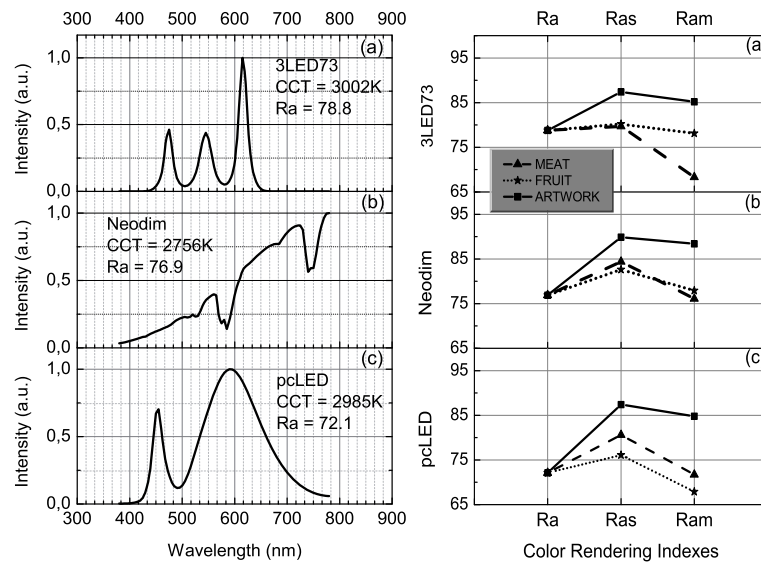 300 400 500 600 700 800 900
Ra Ras Ram
(a)
3LED73
CCT = 3002K
Ra = 78.8
1,0
0,5
0,0
Intensity (a.u.)
(b)
Neodim
CCT = 2756K
Ra = 76.9
1,0
0,5
0,0
Intensity (a.u.)
(c)
pcLED
CCT = 2985K
Ra = 72.1
1,0
0,5
0,0
Intensity (a.u.)
300 400 500 600 700 800 900
Wavelength (nm)
(a
95
85
75
65
3LED73
MEAT
FRUIT
ARTWORK
(b
95
85
75
65
Neodim
(c
95
85
75
65
pcLED
Ra Ras Ram
Color Rendering Indexes